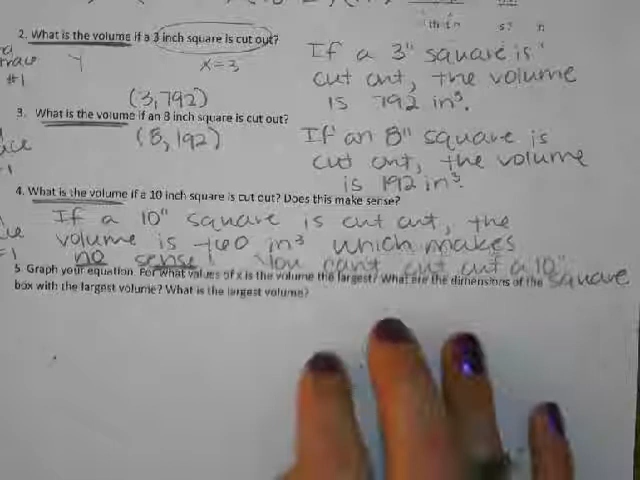 2. What is the volume if a 3 inch square is cut out?
Y
x = 3
If a 3" square is
cut out, the volume
is 792 in³.
trace
#1
(3,792)
3. What is the volume if an 8 inch square is cut out?
(8,192)
If an 8" square is
cut out, the volume
is 192 in³.
4. What is the volume if a 10 inch square is cut out? Does this make sense?
If a 10" square is cut out, the
volume is in³ which makes
no sense! You can't cut out a 10"
square
5. Graph your equation. For what values of x is the volume the largest? What are the dimensions of the
box with the largest volume? What is the largest volume?